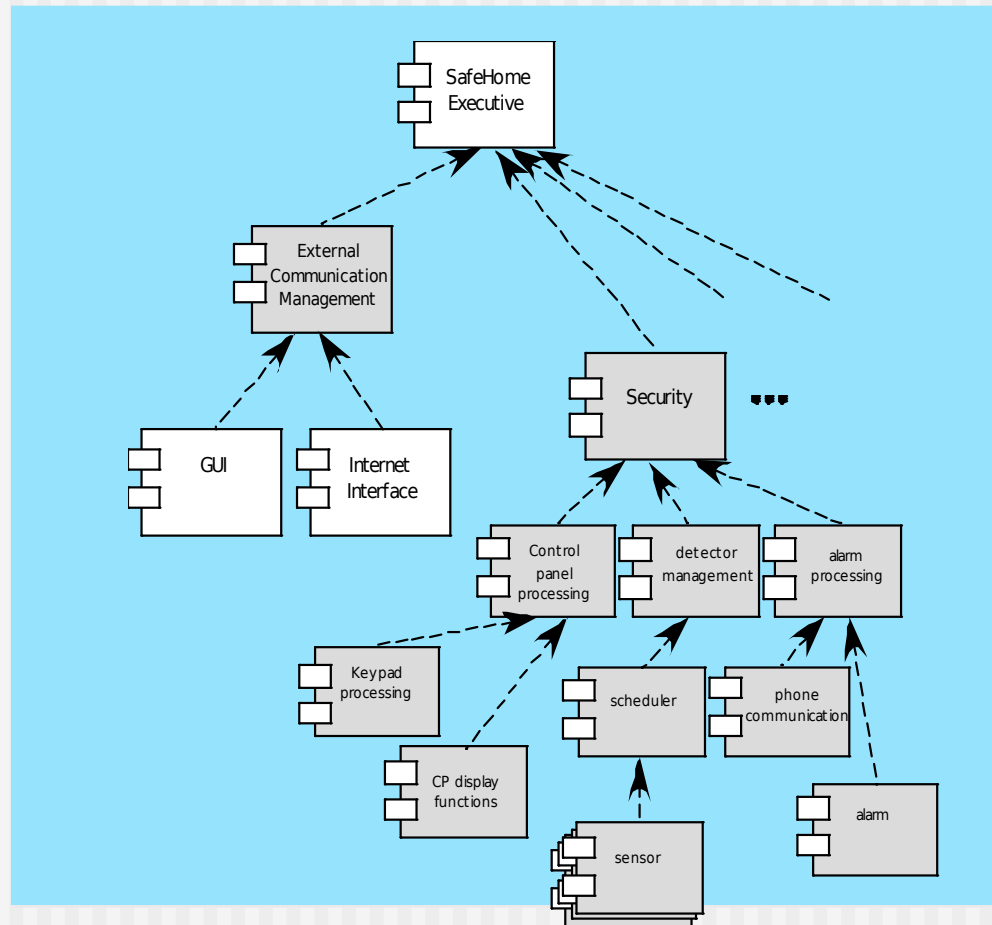 SafeHome
Executive
External
Communication
Management
Security
GUI
Internet
Interface
Control
panel
processing
detector
management
alarm
processing
Keypad
processing
scheduler
phone
communication
CP display
functions
alarm
sensor